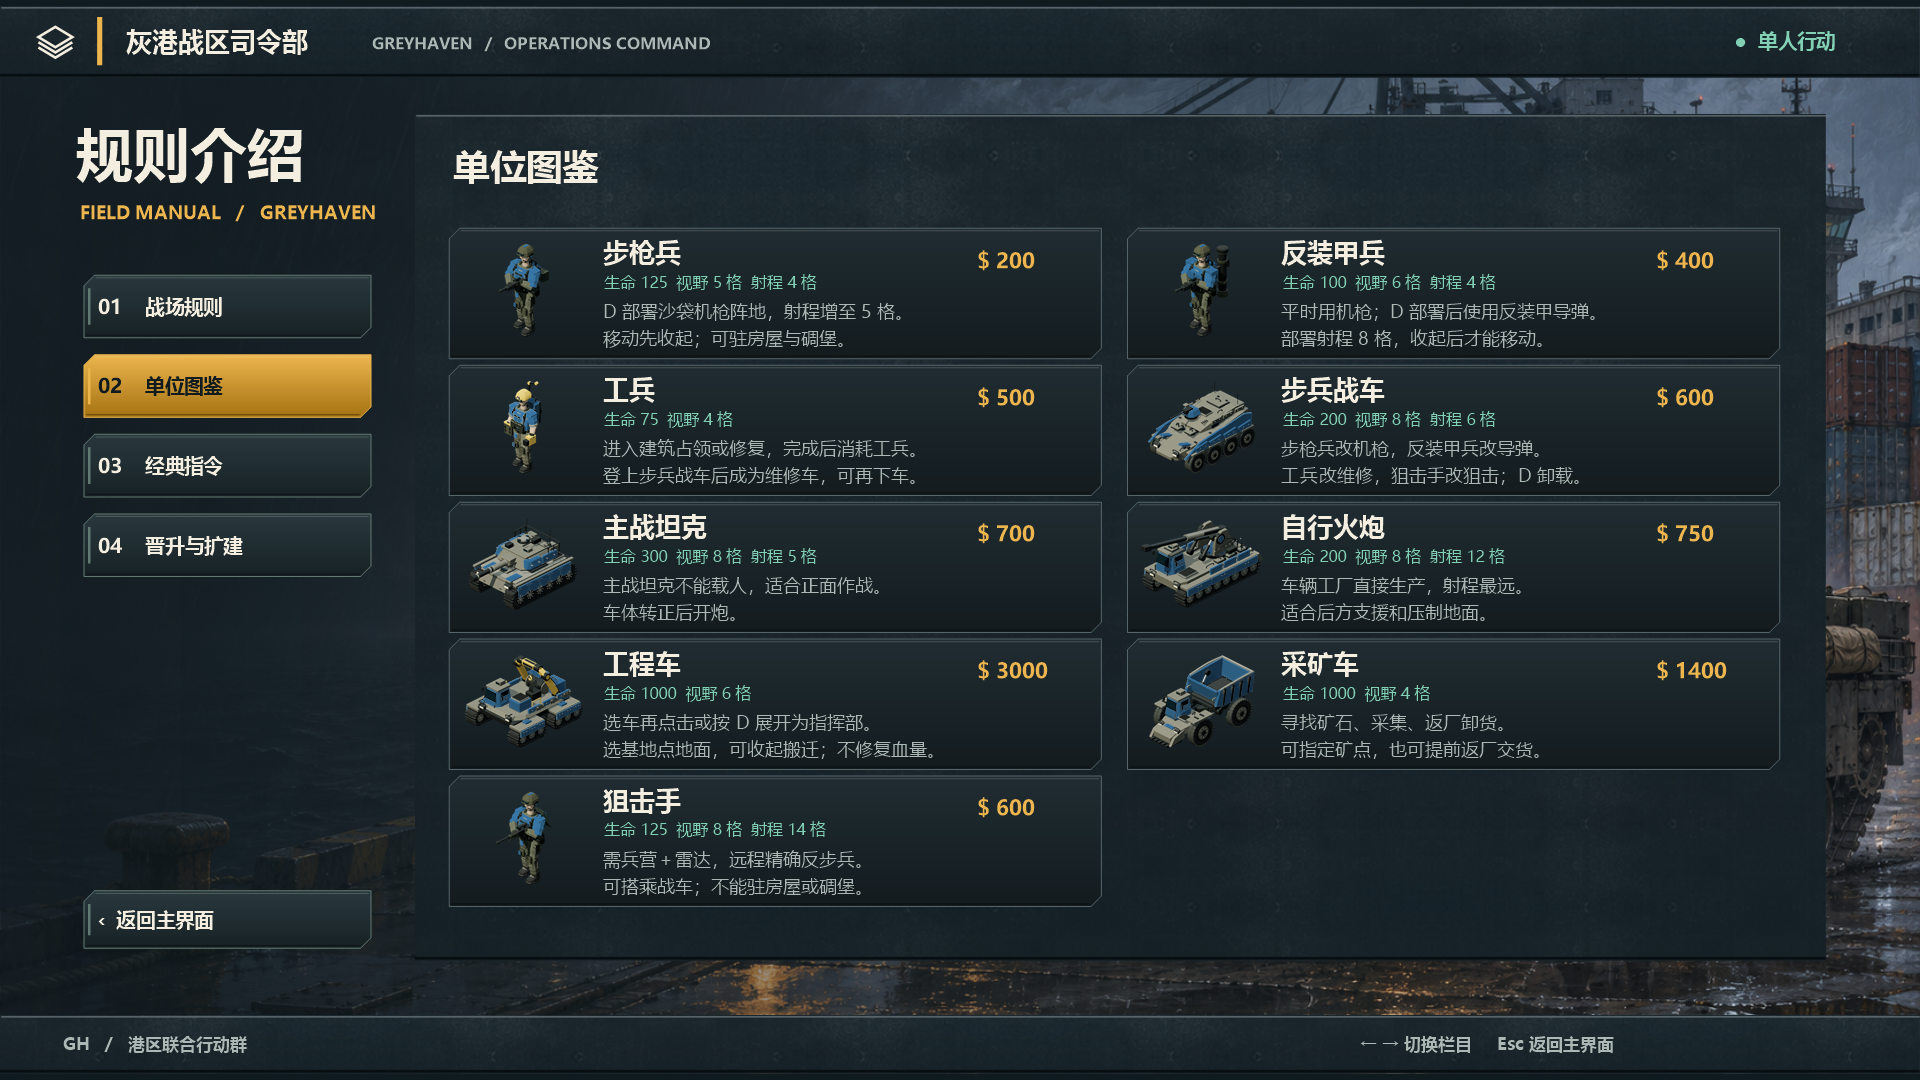 灰港战区司令部
GREYHAVEN / OPERATIONS COMMAND
单人行动
规则介绍
FIELD MANUAL / GREYHAVEN
01 战场规则
02 单位图鉴
03 经典指令
04 晋升与扩建
‹ 返回主界面
单位图鉴
步枪兵
$ 200
生命 125 视野 5 格 射程 4 格
D 部署沙袋机枪阵地，射程增至 5 格。
移动先收起；可驻房屋与碉堡。
反装甲兵
$ 400
生命 100 视野 6 格 射程 4 格
平时用机枪；D 部署后使用反装甲导弹。
部署射程 8 格，收起后才能移动。
工兵
$ 500
生命 75 视野 4 格
进入建筑占领或修复，完成后消耗工兵。
登上步兵战车后成为维修车，可再下车。
步兵战车
$ 600
生命 200 视野 8 格 射程 6 格
步枪兵改机枪，反装甲兵改导弹。
工兵改维修，狙击手改狙击；D 卸载。
主战坦克
$ 700
生命 300 视野 8 格 射程 5 格
主战坦克不能载人，适合正面作战。
车体转正后开炮。
自行火炮
$ 750
生命 200 视野 8 格 射程 12 格
车辆工厂直接生产，射程最远。
适合后方支援和压制地面。
工程车
$ 3000
生命 1000 视野 6 格
选车再点击或按 D 展开为指挥部。
选基地点地面，可收起搬迁；不修复血量。
采矿车
$ 1400
生命 1000 视野 4 格
寻找矿石、采集、返厂卸货。
可指定矿点，也可提前返厂交货。
狙击手
$ 600
生命 125 视野 8 格 射程 14 格
需兵营 + 雷达，远程精确反步兵。
可搭乘战车；不能驻房屋或碉堡。
GH / 港区联合行动群
← → 切换栏目 Esc 返回主界面